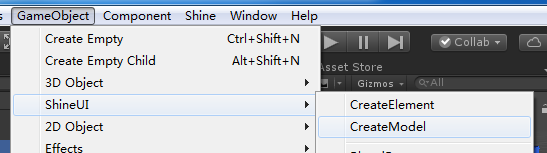 GameObject Component Shine Window Help
Create Empty Ctrl+Shift+N
Collab
Create Empty Child Alt+Shift+N
Asset Store
3D Object
Gizmos All
ShineUI
CreateElement
2D Object
CreateModel
Effects